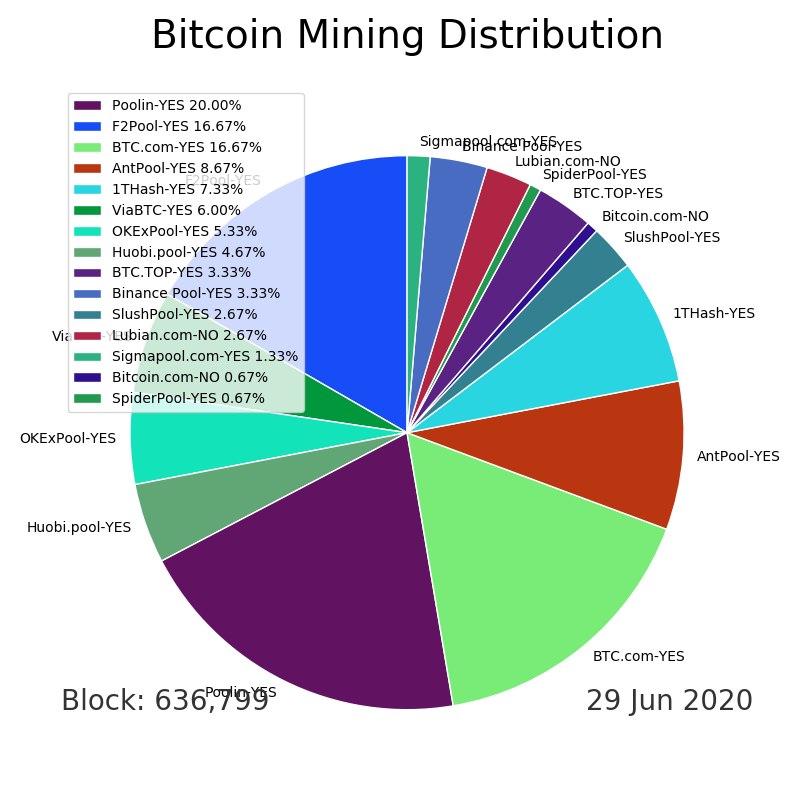 Bitcoin Mining Distribution
Poolin-YES 20.00%
F2Pool-YES 16.67%
BTC.com-YES 16.67%
AntPool-YES 8.67%
1THash-YES 7.33%
ViaBTC-YES 6.00%
OKExPool-YES 5.33%
Huobi.pool-YES 4.67%
BTC.TOP-YES 3.33%
Binance Pool-YES 3.33%
SlushPool-YES 2.67%
Lubian.com-NO 2.67%
Sigmapool.com-YES 1.33%
Bitcoin.com-NO 0.67%
SpiderPool-YES 0.67%
Sigmapool.com-YES
Binance Pool-YES
Lubian.com-NO
SpiderPool-YES
BTC.TOP-YES
Bitcoin.com-NO
SlushPool-YES
1THash-YES
AntPool-YES
BTC.com-YES
F2Pool-YES
ViaBTC-YES
OKExPool-YES
Huobi.pool-YES
Poolin-YES
Block: 636,799
29 Jun 2020